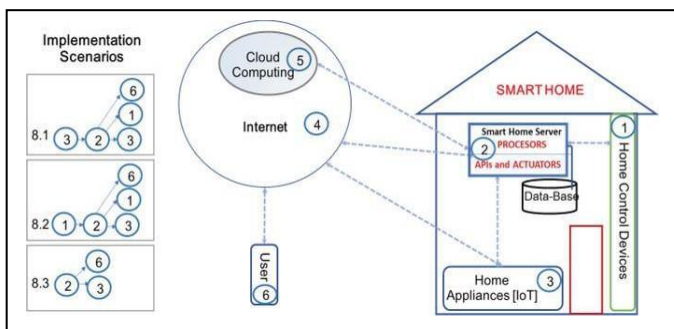 Implementation
Scenarios
6
1
8.1 3 2 3
6
1
8.2 1 2 3
6
8.3 2 3
Cloud
Computing 5
Internet 4
User
6
SMART HOME
Smart Home Server
PROCESORS
2
APIs and ACTUATORS
Data-Base
1
Home Control Devices
Home
Appliances [IoT] 3